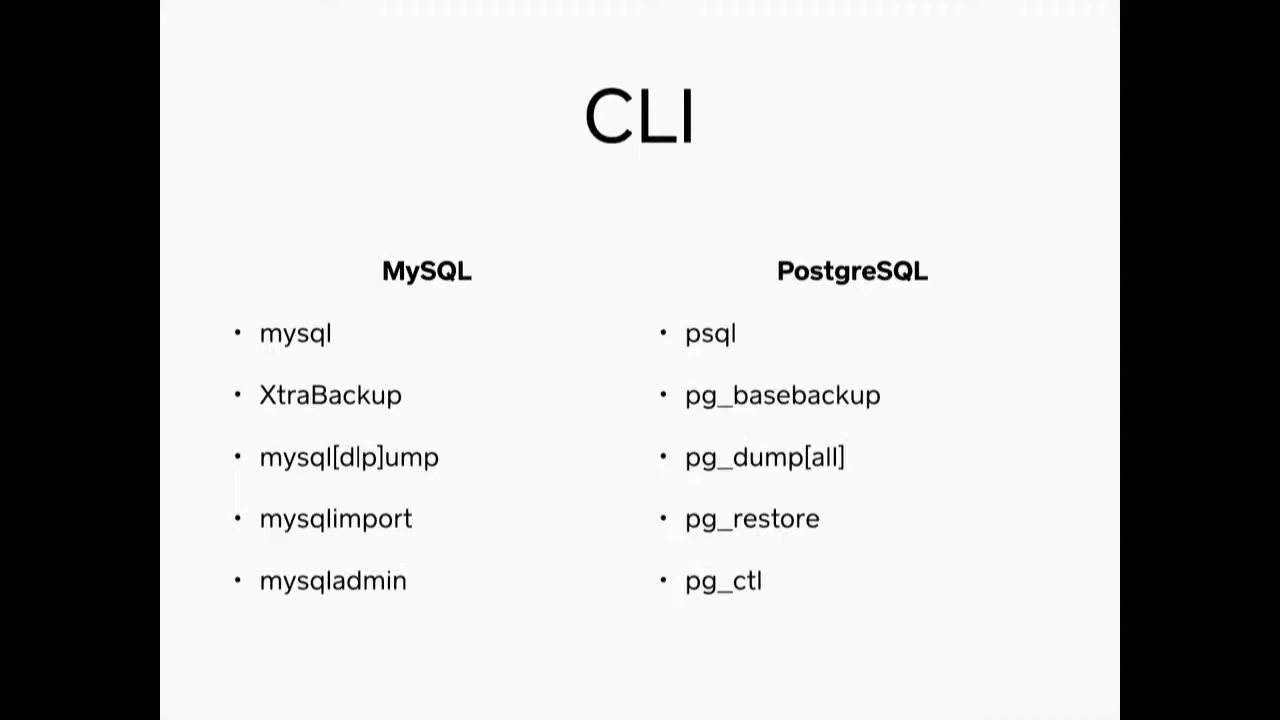 CLI
MySQL
• mysql
• XtraBackup
• mysql[d|p]ump
• mysqlimport
• mysqladmin
PostgreSQL
• psql
• pg_basebackup
• pg_dump[all]
• pg_restore
• pg_ctl